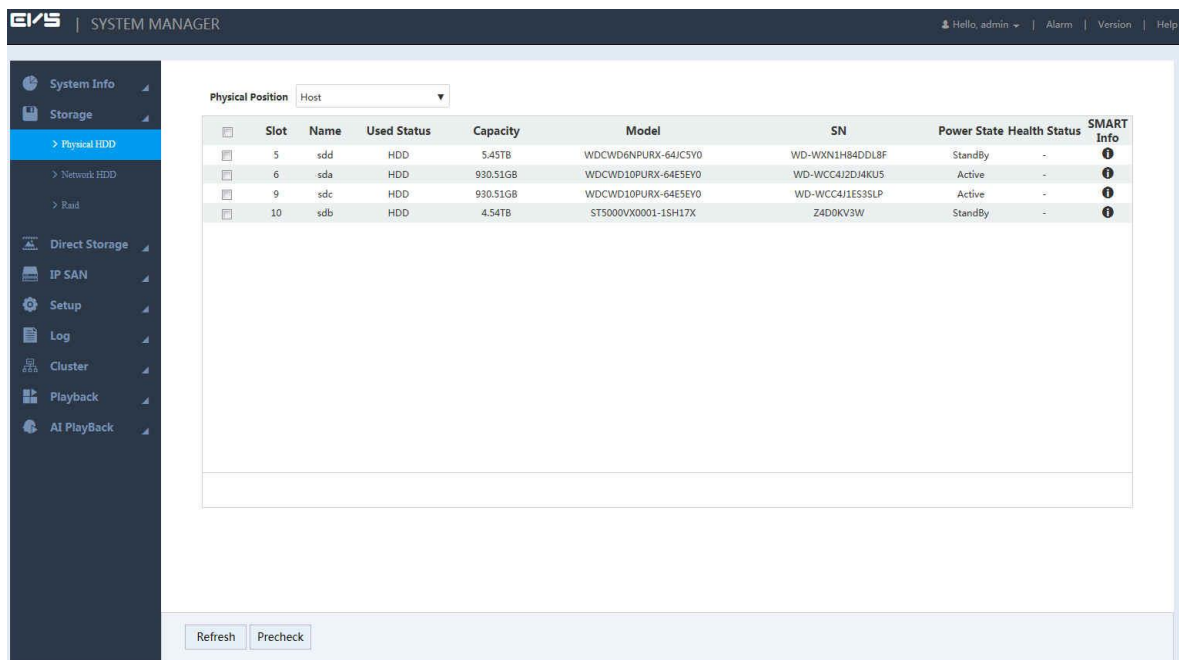 EVS | SYSTEM MANAGER
Hello, admin | Alarm | Version | Help
System Info
Storage
> Physical HDD
> Network HDD
> Raid
Direct Storage
IP SAN
Setup
Log
Cluster
Playback
AI PlayBack
Physical Position Host
Slot Name Used Status Capacity Model SN Power State Health Status SMART Info
5 sdd HDD 5.45TB WDCWD6NPURX-64JC5Y0 WD-WXN1H84DDL8F StandBy -
6 sda HDD 930.51GB WDCWD10PURX-64E5EY0 WD-WCC4J2DJ4KU5 Active -
9 sdc HDD 930.51GB WDCWD10PURX-64E5EY0 WD-WCC4J1ES3SLP Active -
10 sdb HDD 4.54TB ST5000VX0001-1SH17X Z4D0KV3W StandBy -
Refresh Precheck